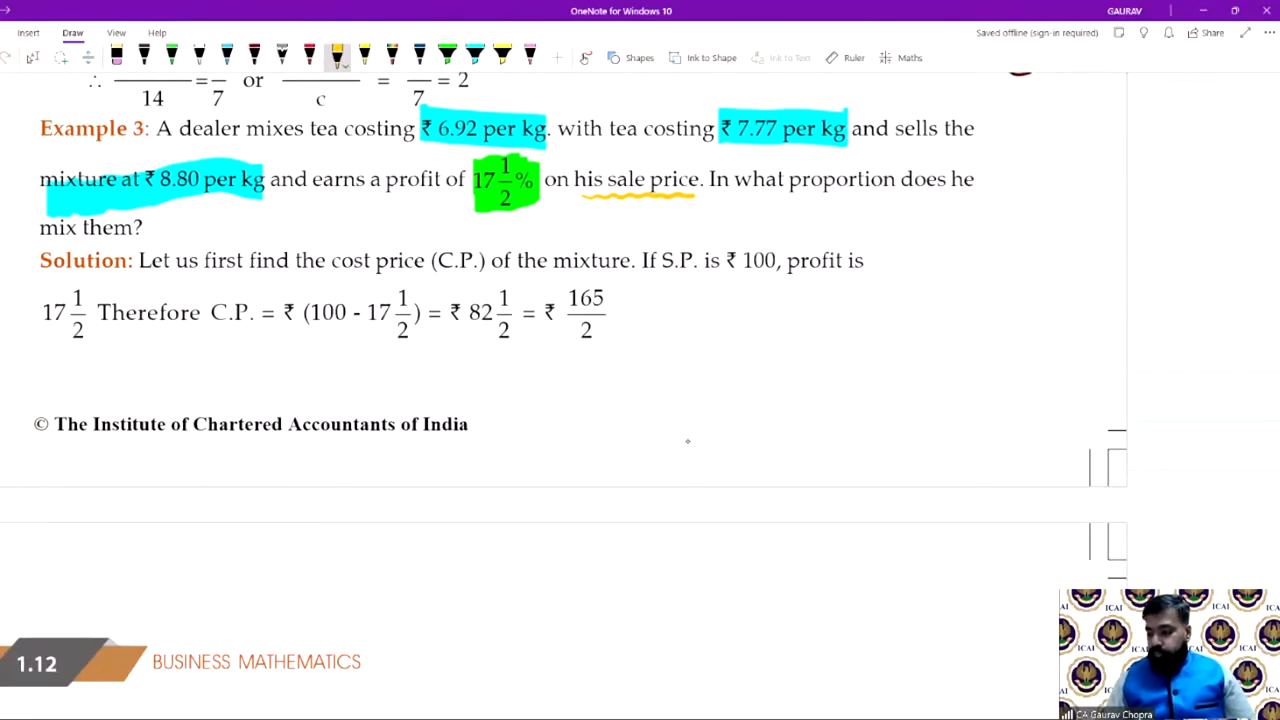 OneNote for Windows 10
GAURAV
Insert Draw View Help
Saved offline (sign-in required)
Share
Shapes
Ink to Shape
Ink to Text
Ruler
Maths
∴ 14 = 7 or c = 7 = 2
Example 3: A dealer mixes tea costing ₹ 6.92 per kg. with tea costing ₹ 7.77 per kg and sells the
mixture at ₹ 8.80 per kg and earns a profit of 17 1/2 % on his sale price. In what proportion does he
mix them?
Solution: Let us first find the cost price (C.P.) of the mixture. If S.P. is ₹ 100, profit is
17 1/2 Therefore C.P. = ₹ (100 - 17 1/2) = ₹ 82 1/2 = ₹ 165/2
© The Institute of Chartered Accountants of India
1.12
BUSINESS MATHEMATICS
ICAI
CA Gaurav Chopra